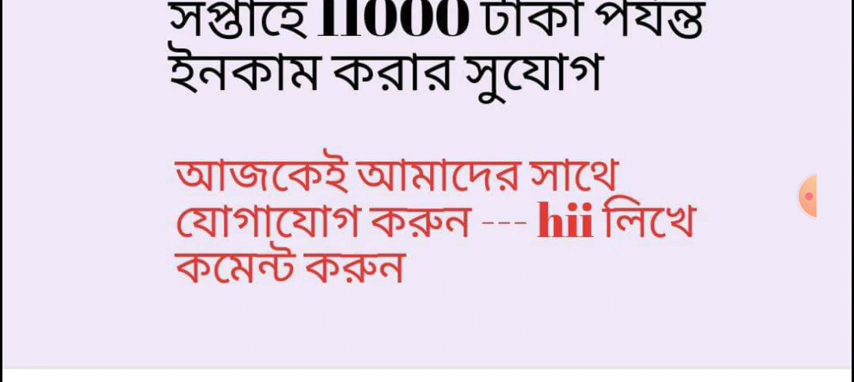 সপ্তাহে 11000 টাকা পর্যন্ত
ইনকাম করার সুযোগ
আজকেই আমাদের সাথে
যোগাযোগ করুন --- hii লিখে
কমেন্ট করুন